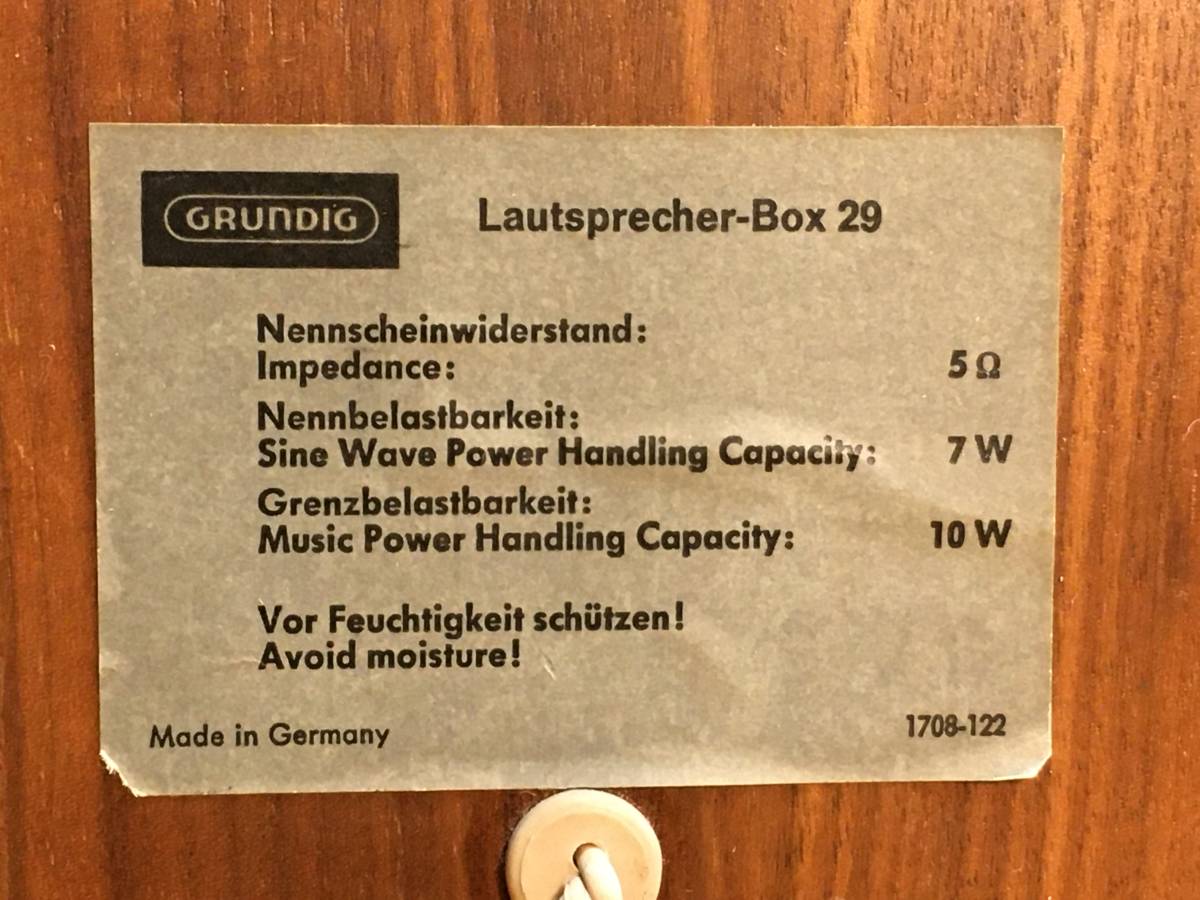 GRUNDIG
Lautsprecher-Box 29
Nennscheinwiderstand:
Impedance: 5 Ω
Nennbelastbarkeit:
Sine Wave Power Handling Capacity: 7 W
Grenzbelastbarkeit:
Music Power Handling Capacity: 10 W
Vor Feuchtigkeit schützen!
Avoid moisture!
Made in Germany
1708-122